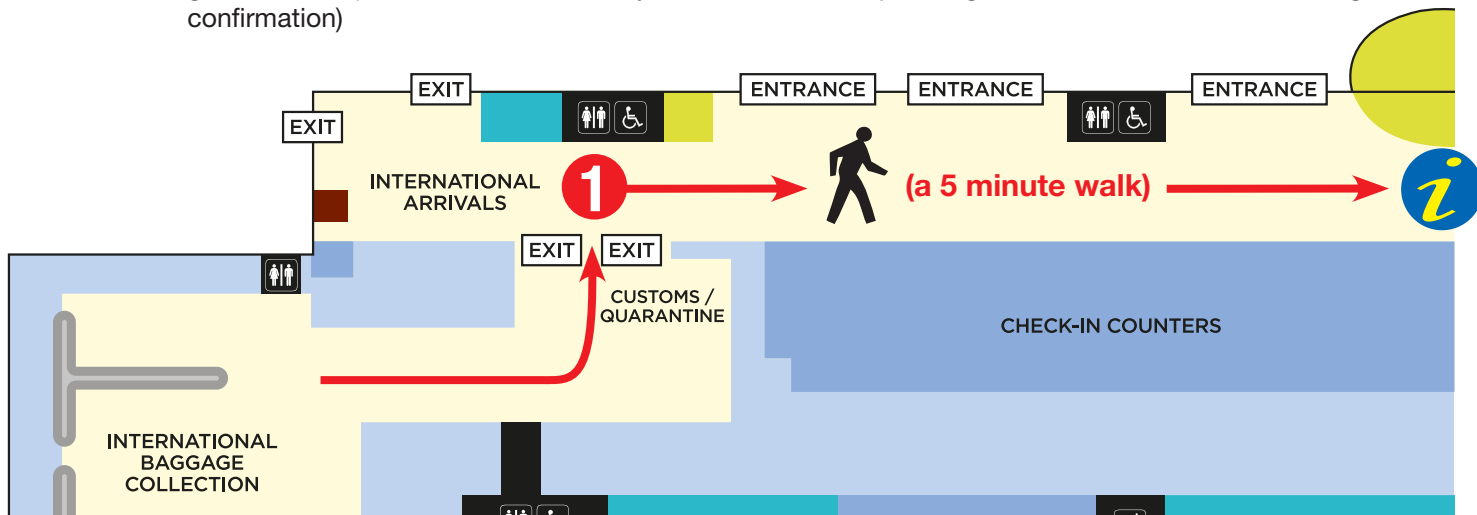 confirmation)
EXIT
ENTRANCE
ENTRANCE
ENTRANCE
EXIT
INTERNATIONAL
ARRIVALS
1
(a 5 minute walk)
i
EXIT
EXIT
CUSTOMS /
QUARANTINE
CHECK-IN COUNTERS
INTERNATIONAL
BAGGAGE
COLLECTION